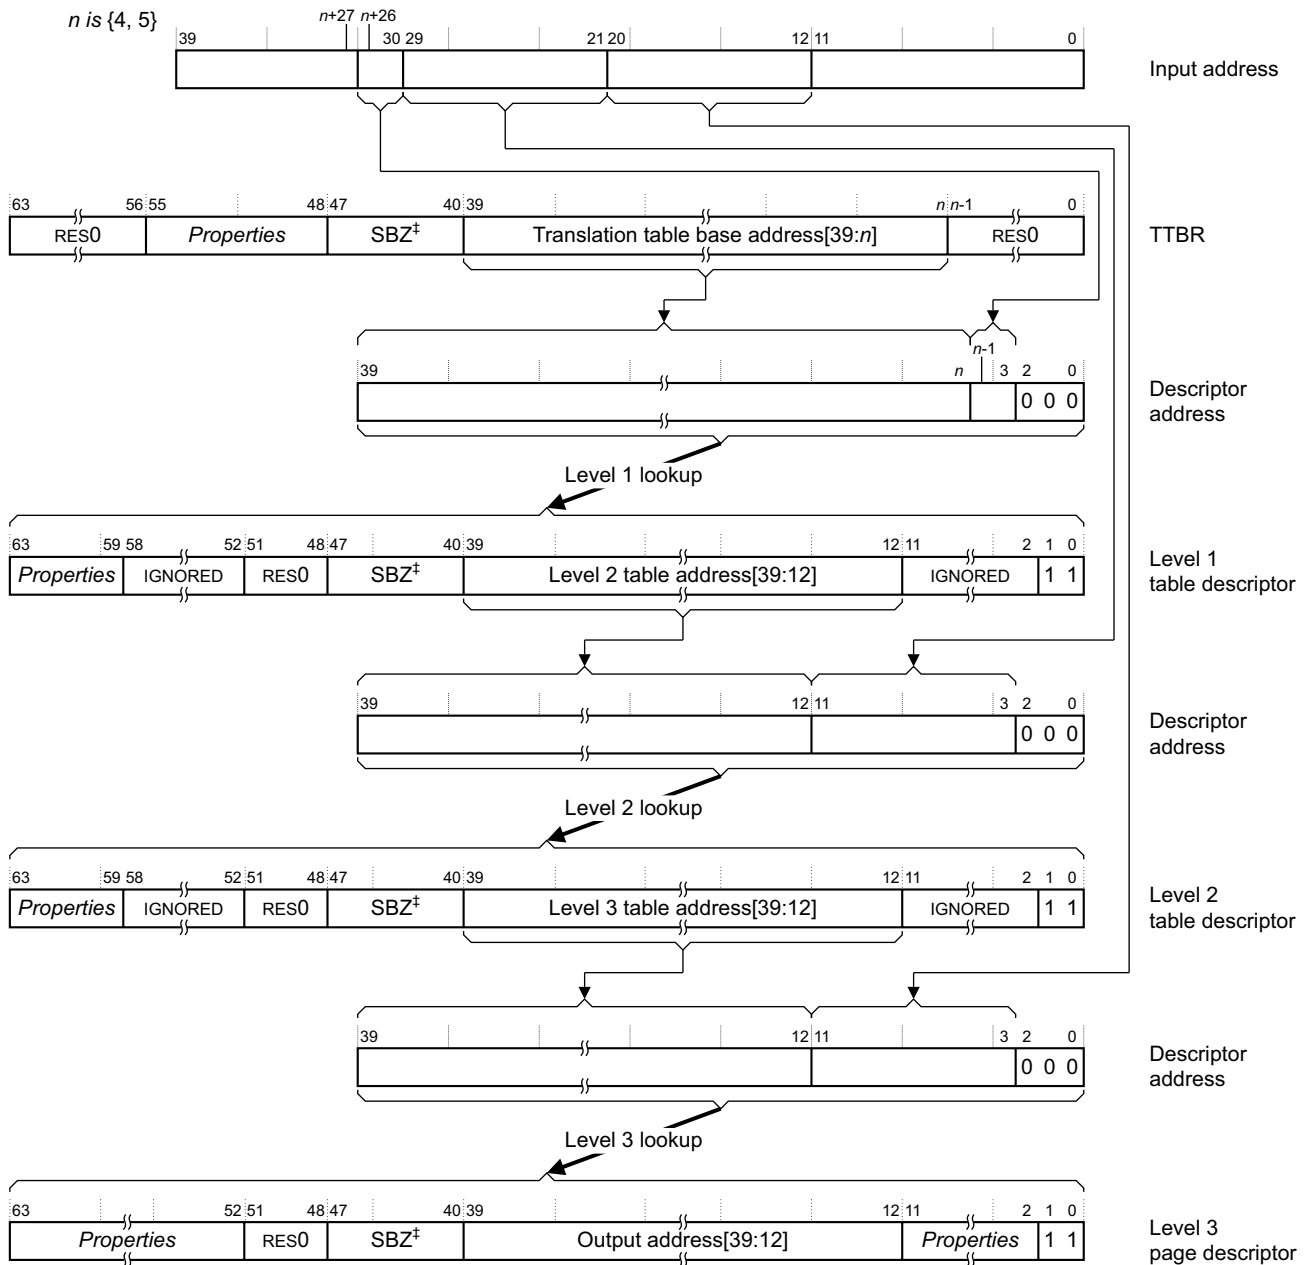 n is {4, 5}
n+27 n+26
39 30 29 21 20 12 11 0
Input address
63 56 55 48 47 40 39 n n-1 0
RES0 Properties SBZ‡ Translation table base address[39:n] RES0
TTBR
n-1
39 n 3 2 0
0 0 0
Descriptor
address
Level 1 lookup
63 59 58 52 51 48 47 40 39 12 11 2 1 0
Properties IGNORED RES0 SBZ‡ Level 2 table address[39:12] IGNORED 1 1
Level 1
table descriptor
39 12 11 3 2 0
0 0 0
Descriptor
address
Level 2 lookup
63 59 58 52 51 48 47 40 39 12 11 2 1 0
Properties IGNORED RES0 SBZ‡ Level 3 table address[39:12] IGNORED 1 1
Level 2
table descriptor
39 12 11 3 2 0
0 0 0
Descriptor
address
Level 3 lookup
63 52 51 48 47 40 39 12 11 2 1 0
Properties RES0 SBZ‡ Output address[39:12] Properties 1 1
Level 3
page descriptor